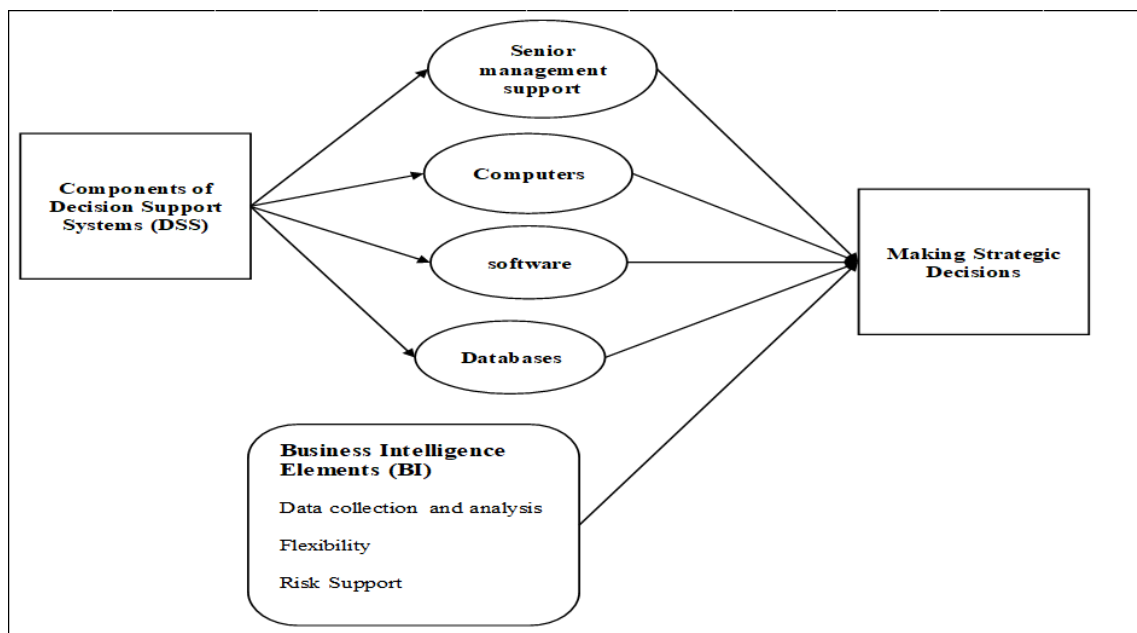 Senior
management
support
Components of
Decision Support
Systems (DSS)
Computers
software
Databases
Making Strategic
Decisions
Business Intelligence
Elements (BI)
Data collection and analysis
Flexibility
Risk Support